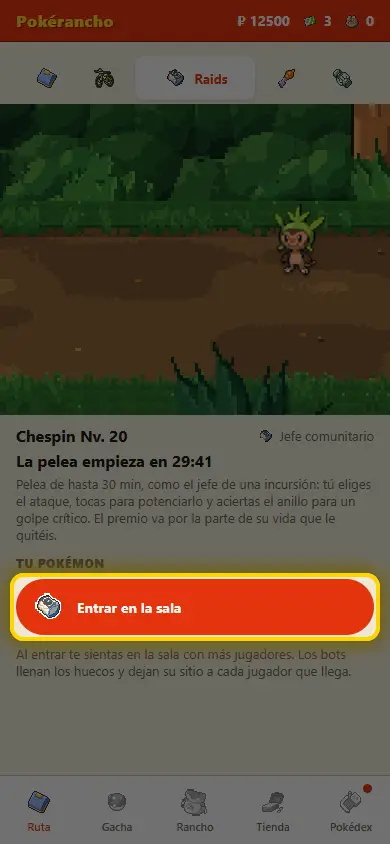 Pokérancho
₽ 12500 3 0
Raids
Chespin Nv. 20
Jefe comunitario
La pelea empieza en 29:41
Pelea de hasta 30 min, como el jefe de una incursión: tú eliges
el ataque, tocas para potenciarlo y aciertas el anillo para un
golpe crítico. El premio va por la parte de su vida que le
quitéis.
TU POKÉMON
Entrar en la sala
Al entrar te sientas en la sala con más jugadores. Los bots
llenan los huecos y dejan su sitio a cada jugador que llega.
Ruta Gacha Rancho Tienda Pokédex